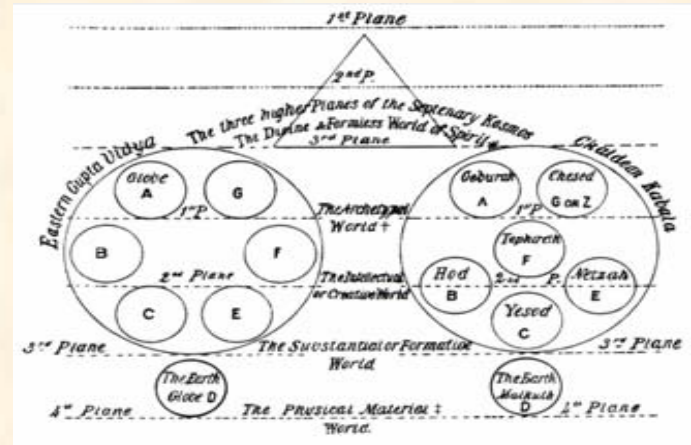 1st Plane
2nd P.
The three higher Planes of the Septenary Kosmos
The Divine & Formless World of Spirit
3rd Plane
Eastern Gupta Vidya
Chaldean Kabala
Globe
A
G
Geburah
A
Chesed
G or Z
1st P.
The Archetypal
World †
1st P
Tephireth
F
B
F
2nd Plane
The Intellectual
or Creative World
Hod
B
2nd P.
Netzah
E
C
E
Yesod
C
3rd Plane
The Substantial or Formative
World
3rd Plane
The Earth
Globe D
The Earth
Malkuth
D
4th Plane
The Physical Material ‡
World.
4th Plane